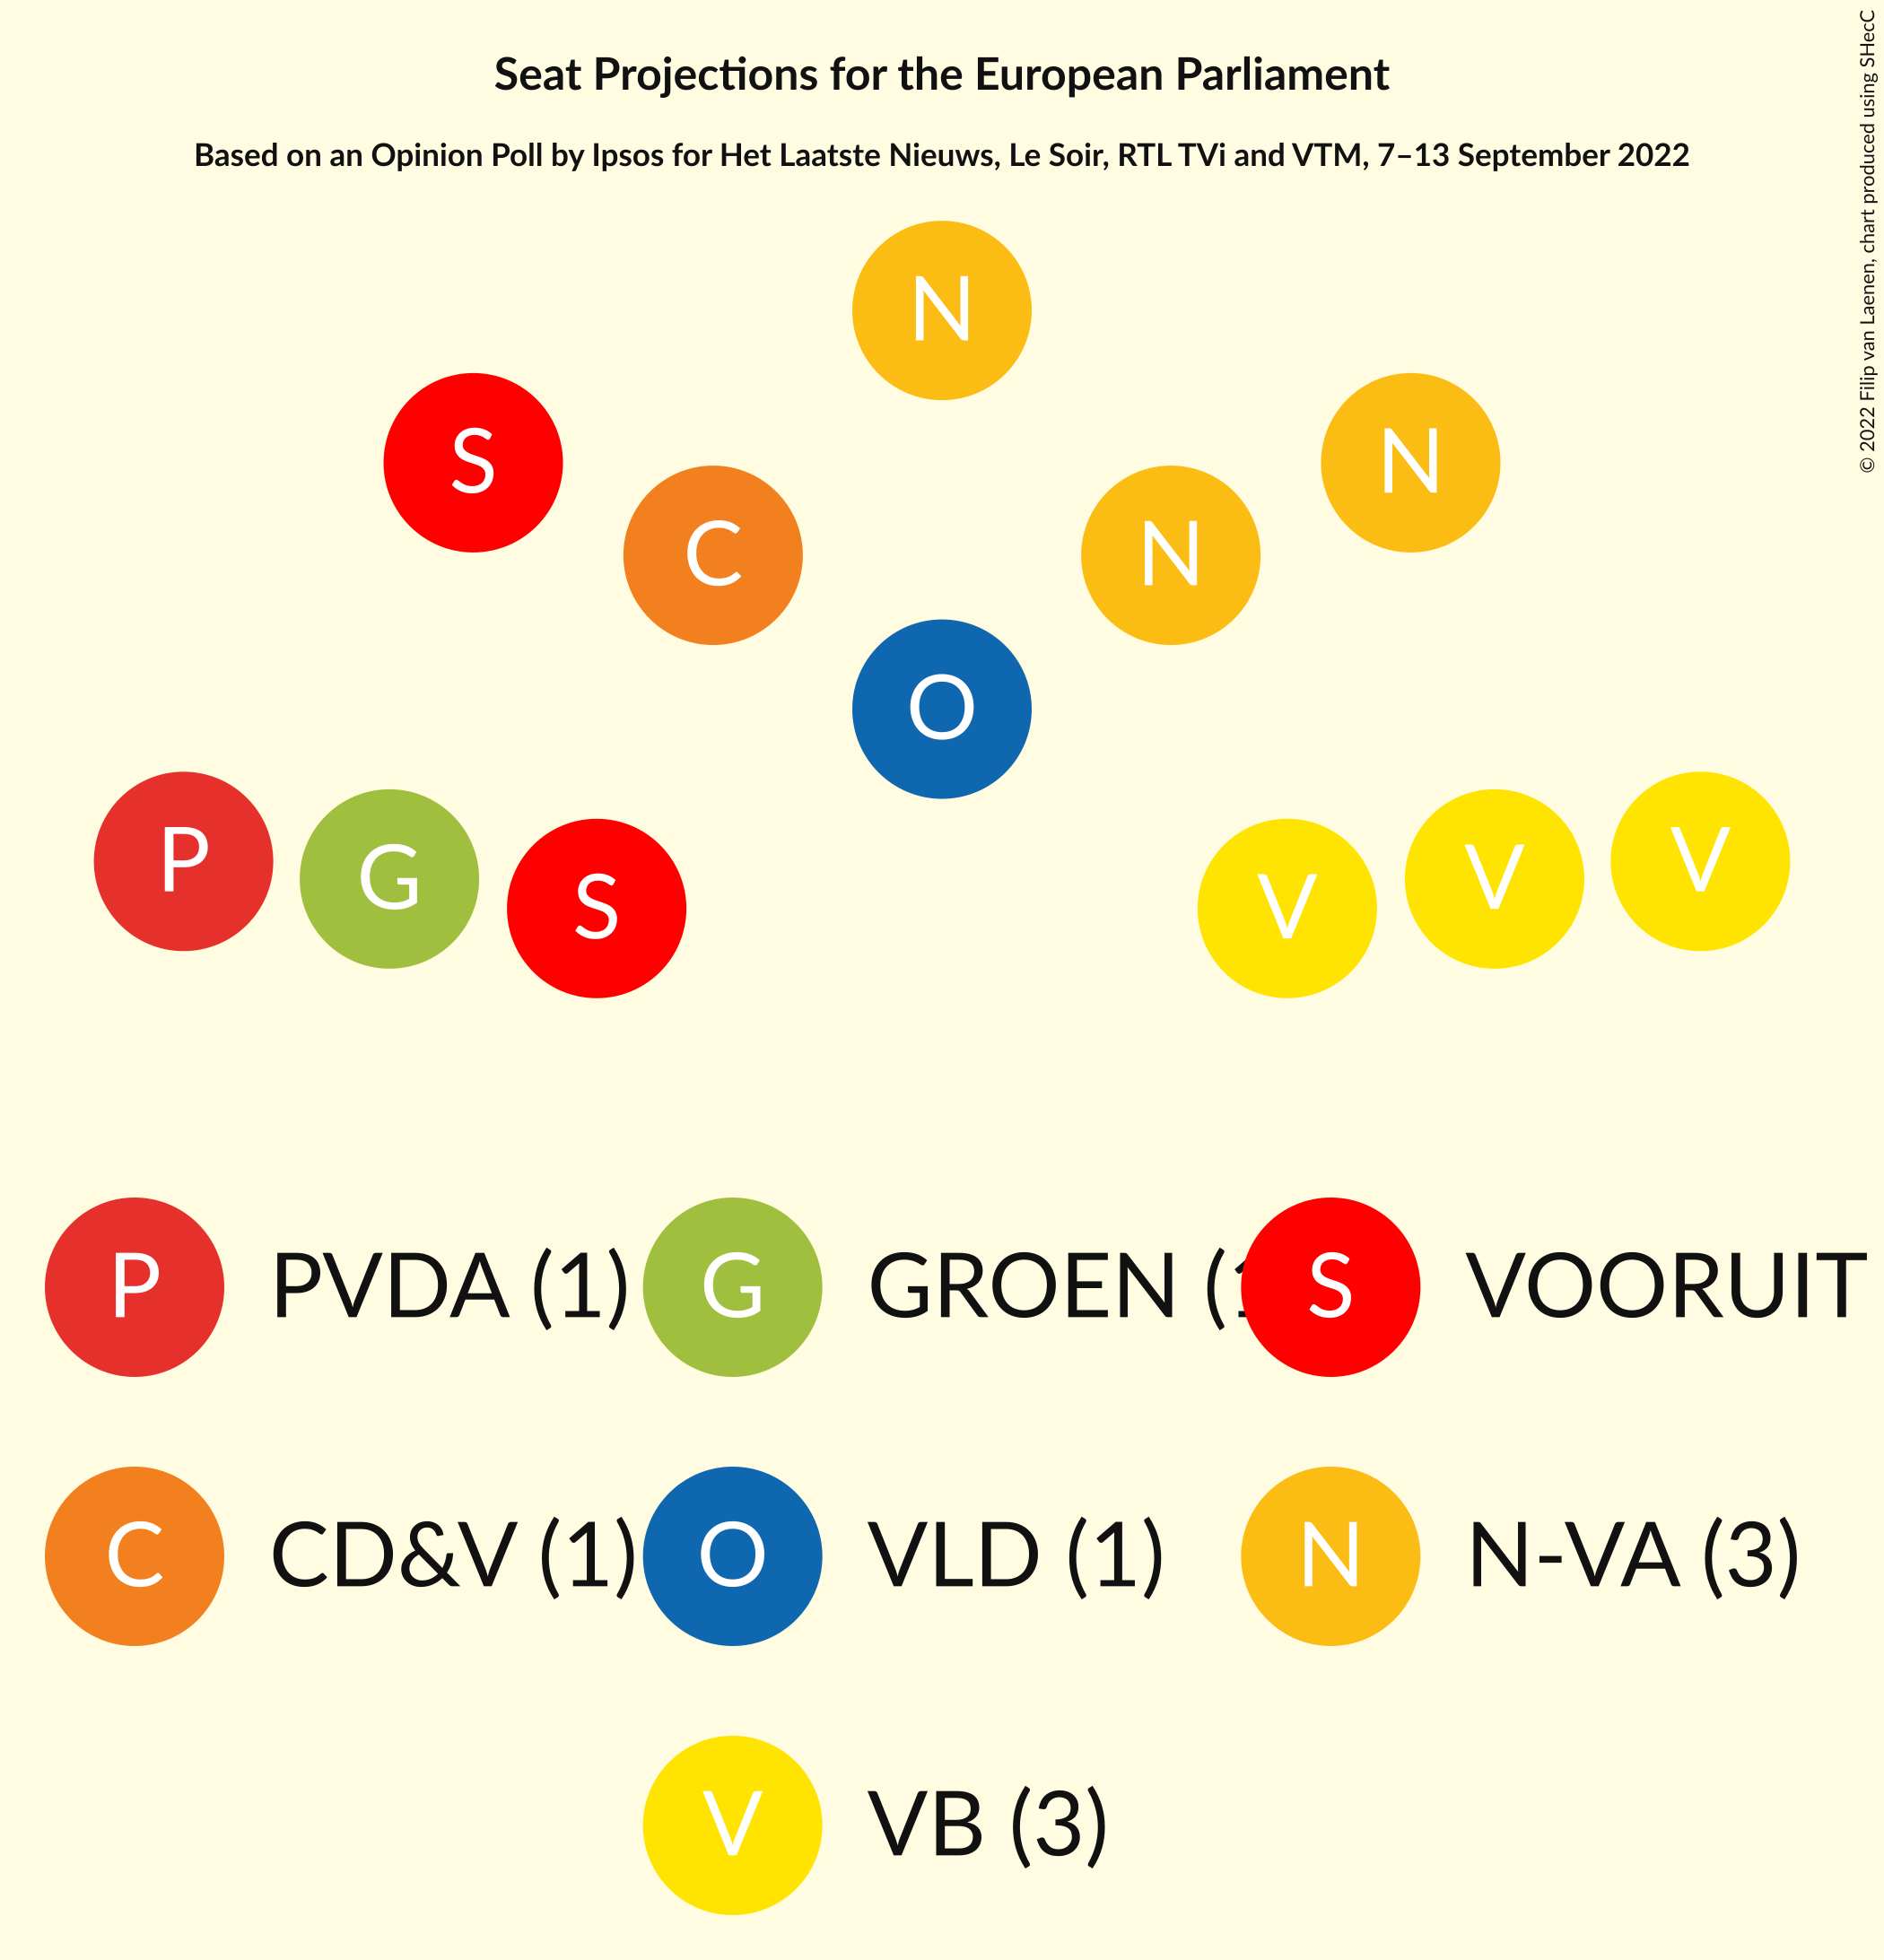 Seat Projections for the European Parliament
Based on an Opinion Poll by Ipsos for Het Laatste Nieuws, Le Soir, RTL TVi and VTM, 7–13 September 2022
© 2022 Filip van Laenen, chart produced using SHecC
N
S
N
C
N
O
P
G
S
V
V
V
P PVDA (1) G GROEN ( S VOORUIT
C CD&V (1) O VLD (1) N N-VA (3)
V VB (3)